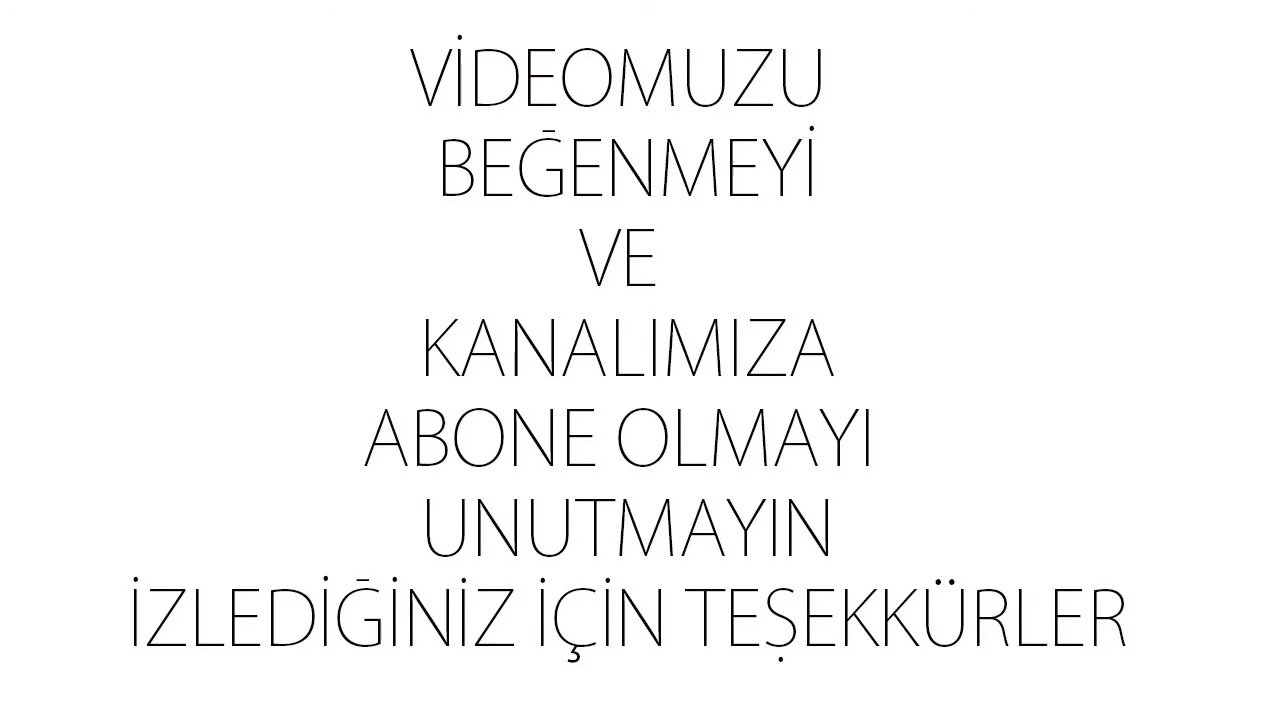 VİDEOMUZU
BEĞENMEYİ
VE
KANALIMIZA
ABONE OLMAYI
UNUTMAYIN
İZLEDİĞİNİZ İÇİN TEŞEKKÜRLER